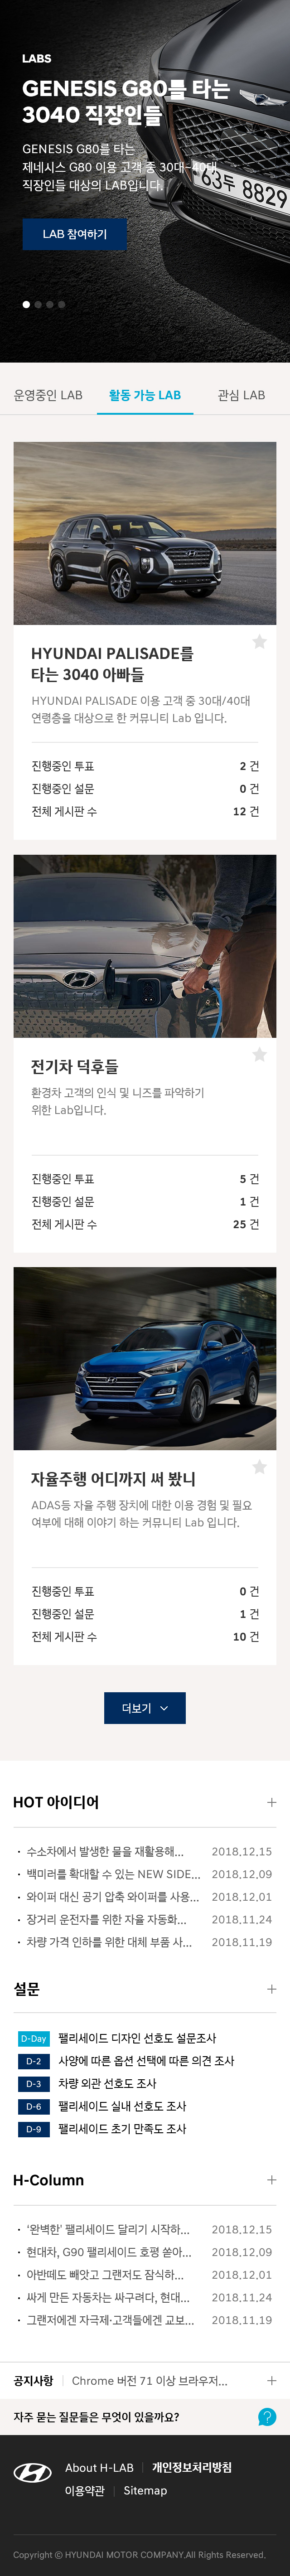 LABS
GENESIS G80를 타는
3040 직장인들
GENESIS G80를 타는
제네시스 G80 이용 고객 중 30대~40대
직장인들 대상의 LAB입니다.
63두 8829
LAB 참여하기
운영중인 LAB
활동 가능 LAB
관심 LAB
HYUNDAI PALISADE를
타는 3040 아빠들
HYUNDAI PALISADE 이용 고객 중 30대/40대
연령층을 대상으로 한 커뮤니티 Lab 입니다.
진행중인 투표 2 건
진행중인 설문 0 건
전체 게시판 수 12 건
전기차 덕후들
환경차 고객의 인식 및 니즈를 파악하기
위한 Lab입니다.
진행중인 투표 5 건
진행중인 설문 1 건
전체 게시판 수 25 건
자율주행 어디까지 써 봤니
ADAS등 자율 주행 장치에 대한 이용 경험 및 필요
여부에 대해 이야기 하는 커뮤니티 Lab 입니다.
진행중인 투표 0 건
진행중인 설문 1 건
전체 게시판 수 10 건
더보기
HOT 아이디어
• 수소차에서 발생한 물을 재활용해... 2018.12.15
• 백미러를 확대할 수 있는 NEW SIDE... 2018.12.09
• 와이퍼 대신 공기 압축 와이퍼를 사용... 2018.12.01
• 장거리 운전자를 위한 자율 자동화... 2018.11.24
• 차량 가격 인하를 위한 대체 부품 사... 2018.11.19
설문
D-Day 팰리세이드 디자인 선호도 설문조사
D-2 사양에 따른 옵션 선택에 따른 의견 조사
D-3 차량 외관 선호도 조사
D-6 팰리세이드 실내 선호도 조사
D-9 팰리세이드 초기 만족도 조사
H-Column
• ‘완벽한’ 팰리세이드 달리기 시작하... 2018.12.15
• 현대차, G90 팰리세이드 호평 쏟아... 2018.12.09
• 아반떼도 빼앗고 그랜저도 잠식하... 2018.12.01
• 싸게 만든 자동차는 싸구려다, 현대... 2018.11.24
• 그랜저에겐 자극제·고객들에겐 교보... 2018.11.19
공지사항 Chrome 버전 71 이상 브라우저...
자주 묻는 질문들은 무엇이 있을까요?
About H-LAB 개인정보처리방침
이용약관 Sitemap
Copyright © HYUNDAI MOTOR COMPANY.All Rights Reserved.